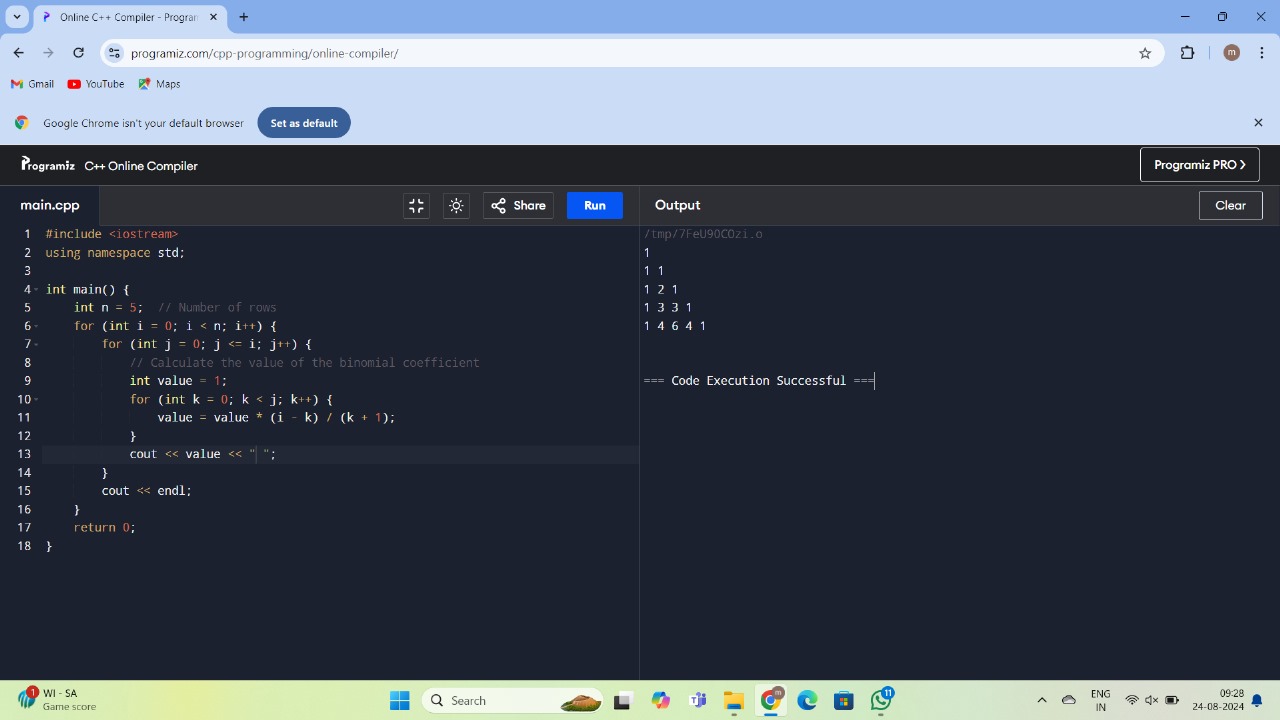 Online C++ Compiler - Program
programiz.com/cpp-programming/online-compiler/
m
Gmail YouTube Maps
Google Chrome isn't your default browser Set as default
Programiz C++ Online Compiler Programiz PRO >
main.cpp Share Run Output Clear
1 #include <iostream>
2 using namespace std;
3
4 int main() {
5 int n = 5; // Number of rows
6 for (int i = 0; i < n; i++) {
7 for (int j = 0; j <= i; j++) {
8 // Calculate the value of the binomial coefficient
9 int value = 1;
10 for (int k = 0; k < j; k++) {
11 value = value * (i - k) / (k + 1);
12 }
13 cout << value << " ";
14 }
15 cout << endl;
16 }
17 return 0;
18 }
/tmp/7FeU90COzi.o
1
1 1
1 2 1
1 3 3 1
1 4 6 4 1
=== Code Execution Successful ===
1
WI - SA
Game score
Search
m
11
ENG
IN
09:28
24-08-2024